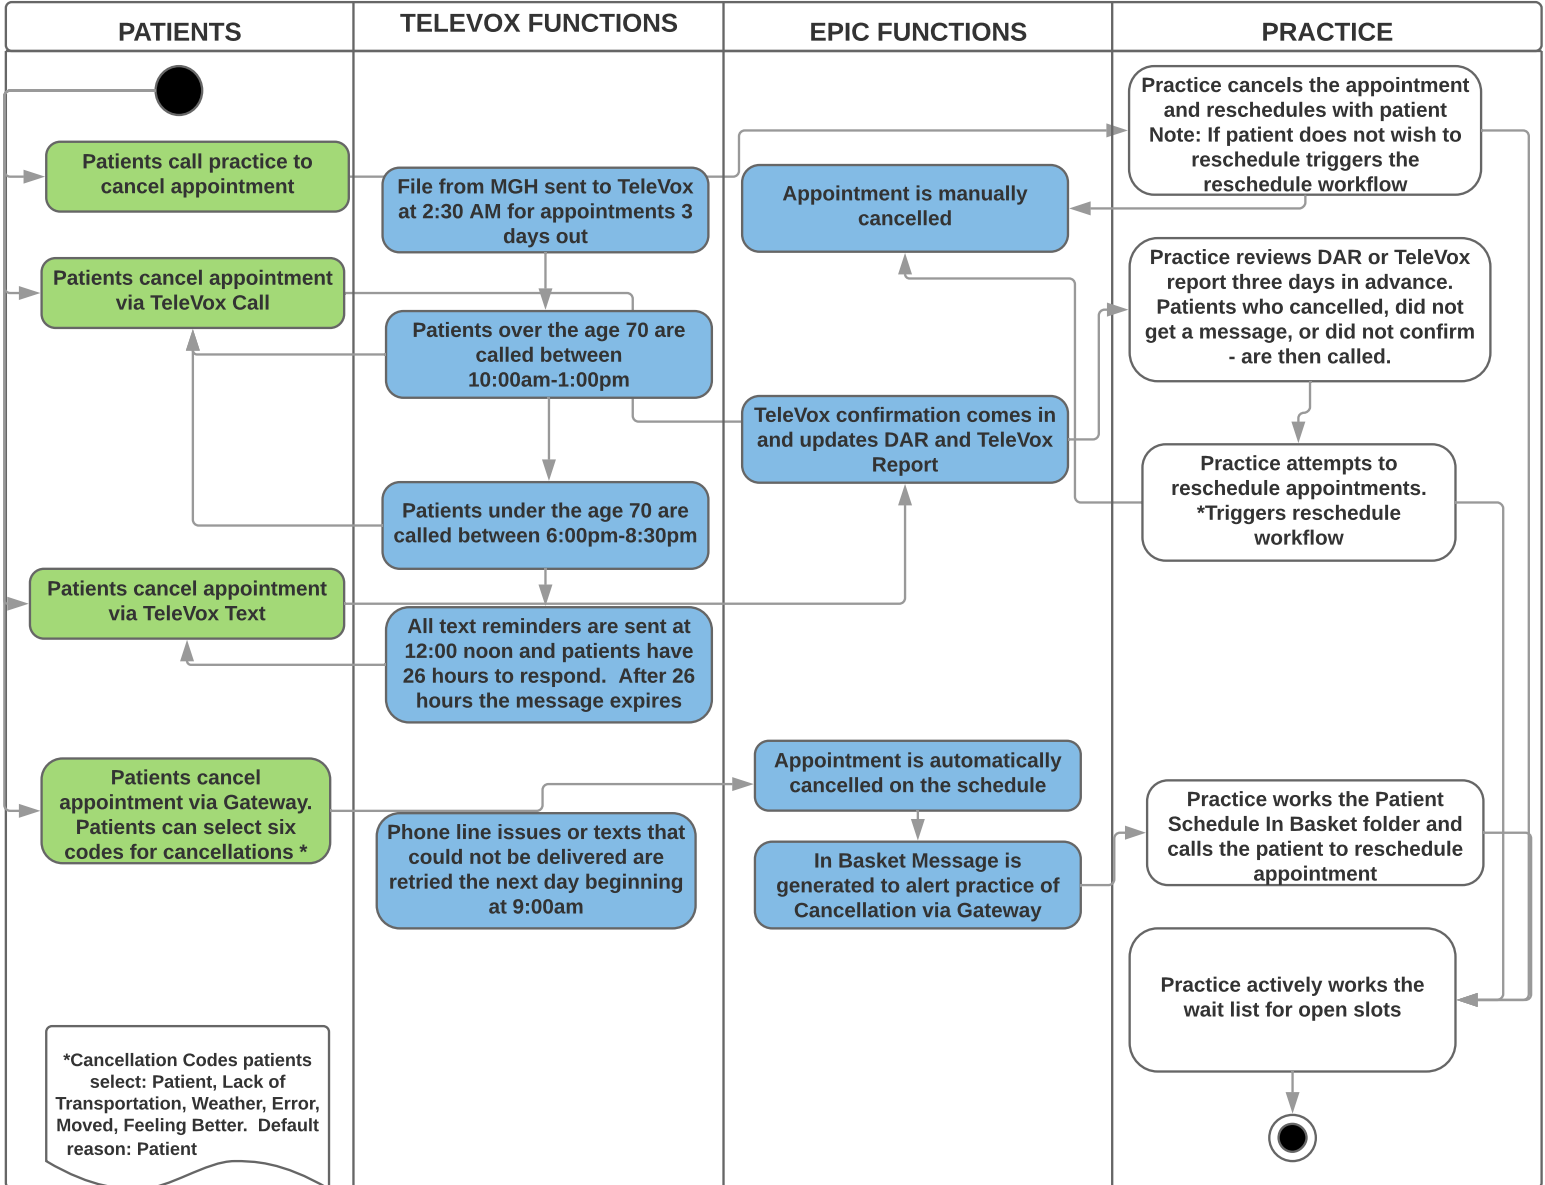 PATIENTS
TELEVOX FUNCTIONS
EPIC FUNCTIONS
PRACTICE
Patients call practice to
cancel appointment
Patients cancel appointment
via TeleVox Call
Patients cancel appointment
via TeleVox Text
Patients cancel
appointment via Gateway.
Patients can select six
codes for cancellations *
*Cancellation Codes patients
select: Patient, Lack of
Transportation, Weather, Error,
Moved, Feeling Better.  Default
reason: Patient
File from MGH sent to TeleVox
at 2:30 AM for appointments 3
days out
Patients over the age 70 are
called between
10:00am-1:00pm
Patients under the age 70 are
called between 6:00pm-8:30pm
All text reminders are sent at
12:00 noon and patients have
26 hours to respond.  After 26
hours the message expires
Phone line issues or texts that
could not be delivered are
retried the next day beginning
at 9:00am
Appointment is manually
cancelled
TeleVox confirmation comes in
and updates DAR and TeleVox
Report
Appointment is automatically
cancelled on the schedule
In Basket Message is
generated to alert practice of
Cancellation via Gateway
Practice cancels the appointment
and reschedules with patient
Note: If patient does not wish to
reschedule triggers the
reschedule workflow
Practice reviews DAR or TeleVox
report three days in advance.
Patients who cancelled, did not
get a message, or did not confirm
- are then called.
Practice attempts to
reschedule appointments.
*Triggers reschedule
workflow
Practice works the Patient
Schedule In Basket folder and
calls the patient to reschedule
appointment
Practice actively works the
wait list for open slots